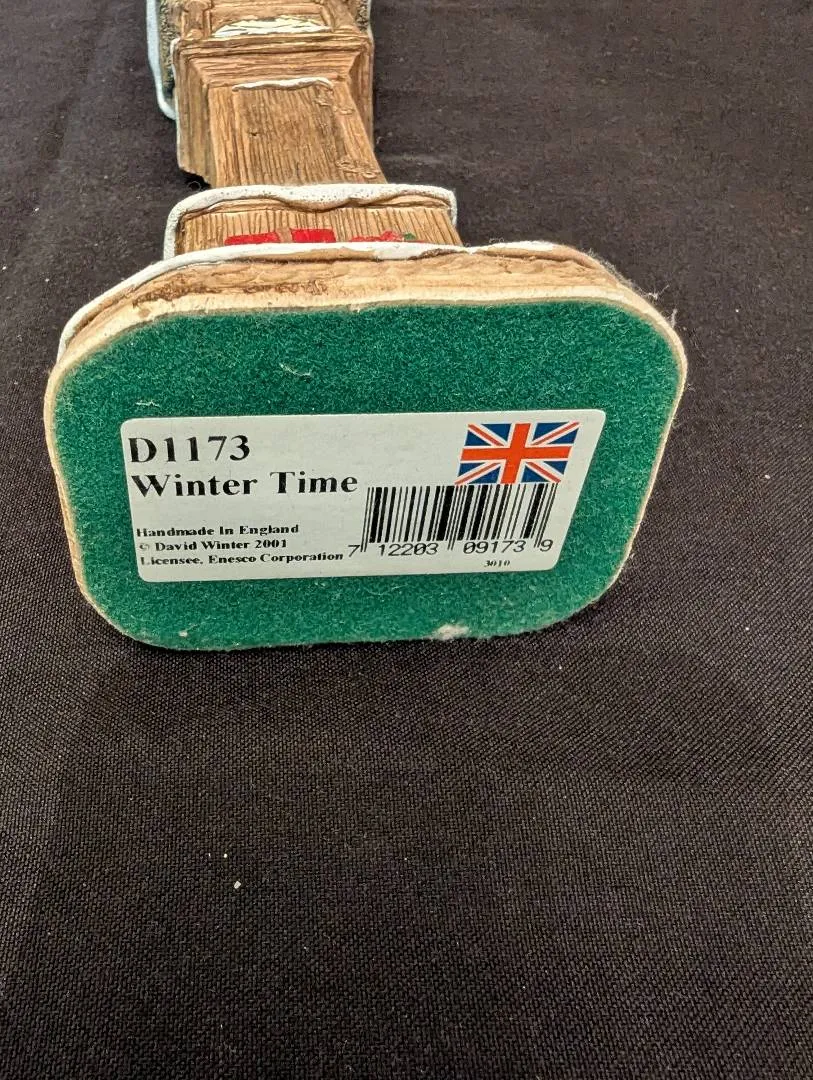 D1173
Winter Time
Handmade In England
© David Winter 2001
Licensee, Enesco Corporation
7 12203 09173 9
3010